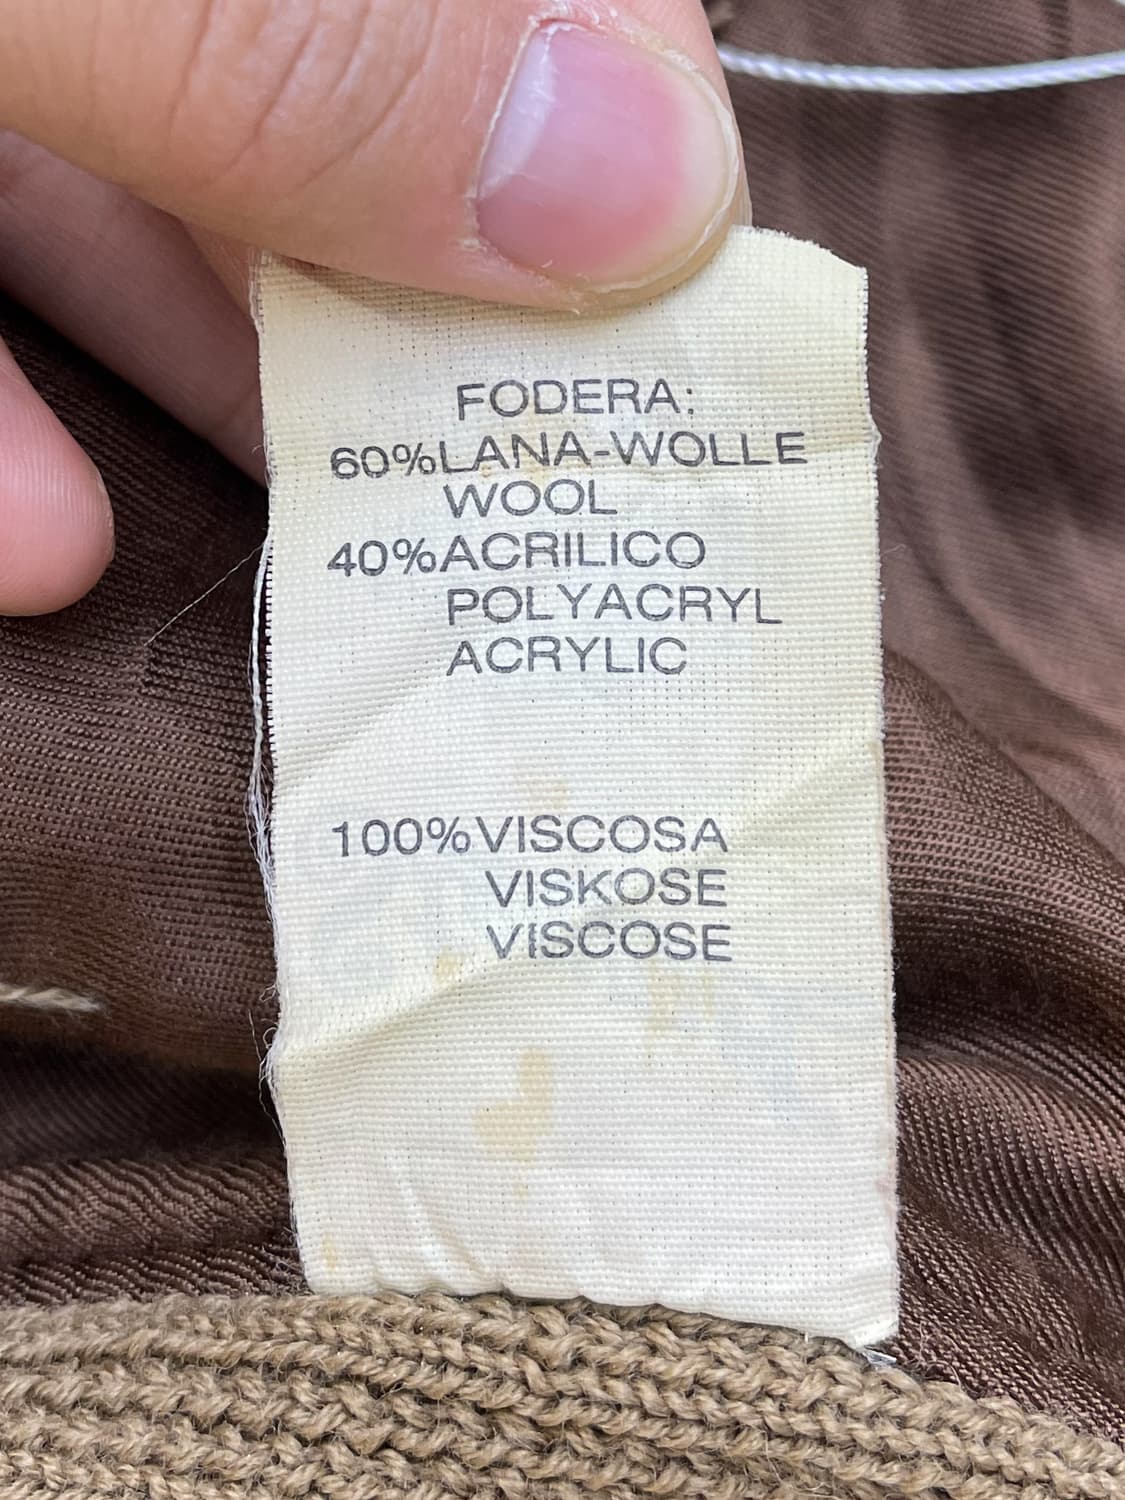 FODERA:
60%LANA-WOLLE
WOOL
40%ACRILICO
POLYACRYL
ACRYLIC
100%VISCOSA
VISKOSE
VISCOSE